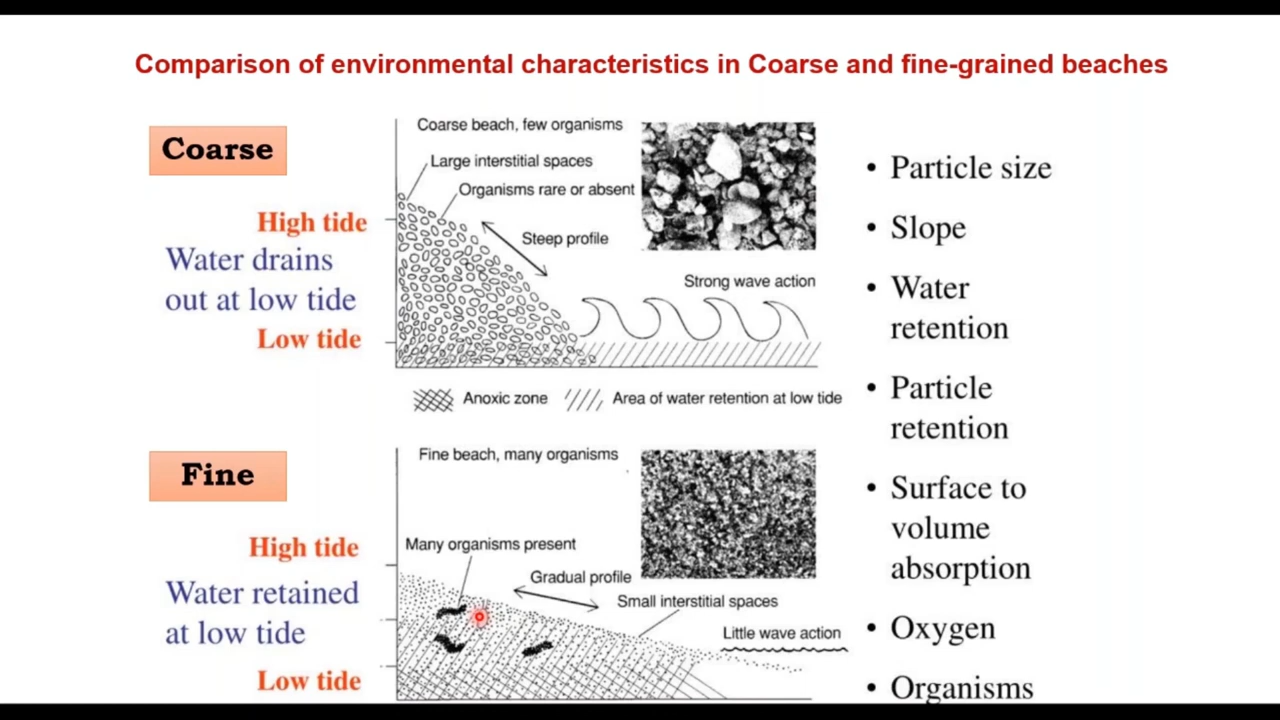 Comparison of environmental characteristics in Coarse and fine-grained beaches
Coarse
High tide
Water drains
out at low tide
Low tide
Coarse beach, few organisms
Large interstitial spaces
Organisms rare or absent
Steep profile
Strong wave action
Anoxic zone
Area of water retention at low tide
Fine
High tide
Water retained
at low tide
Low tide
Fine beach, many organisms
Many organisms present
Gradual profile
Small interstitial spaces
Little wave action
• Particle size
• Slope
• Water
retention
• Particle
retention
• Surface to
volume
absorption
• Oxygen
• Organisms